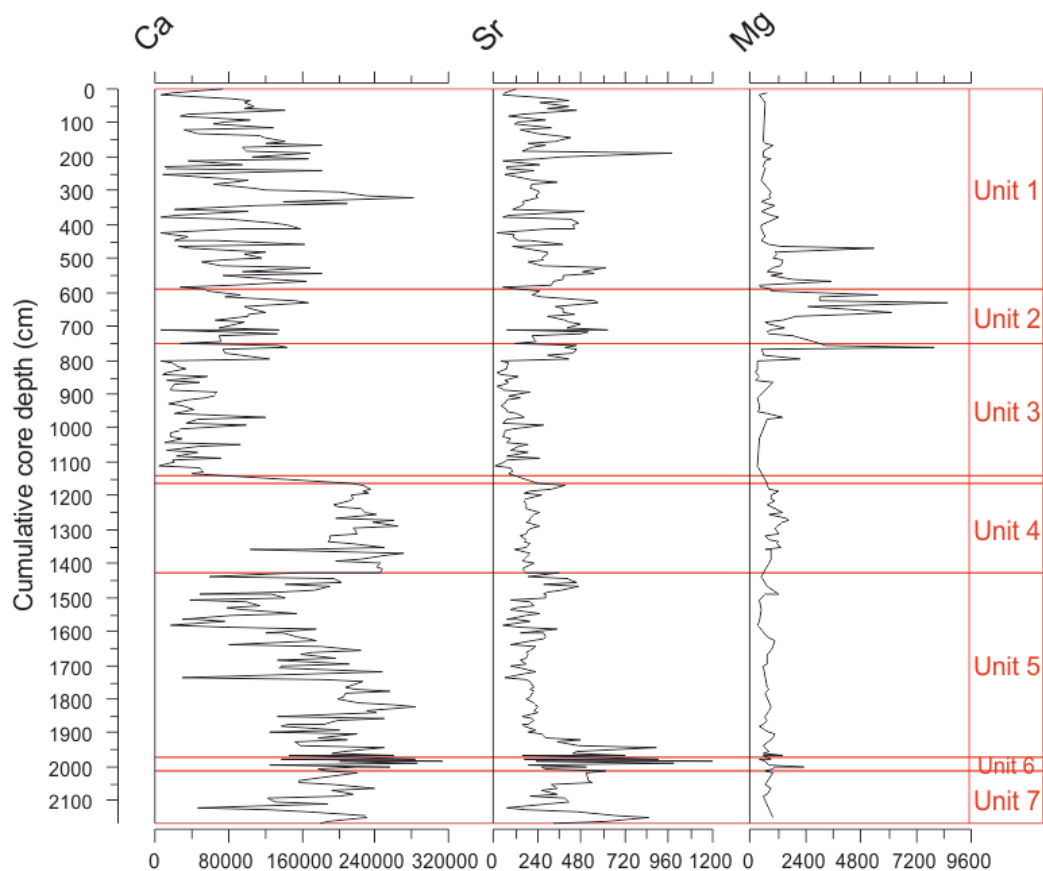 Ca
Sr
Mg
0
100
200
300
400
500
600
700
800
900
1000
1100
1200
1300
1400
1500
1600
1700
1800
1900
2000
2100
Cumulative core depth (cm)
Unit 1
Unit 2
Unit 3
Unit 4
Unit 5
Unit 6
Unit 7
0 80000 160000 240000 320000
0 240 480 720 960 1200
0 2400 4800 7200 9600